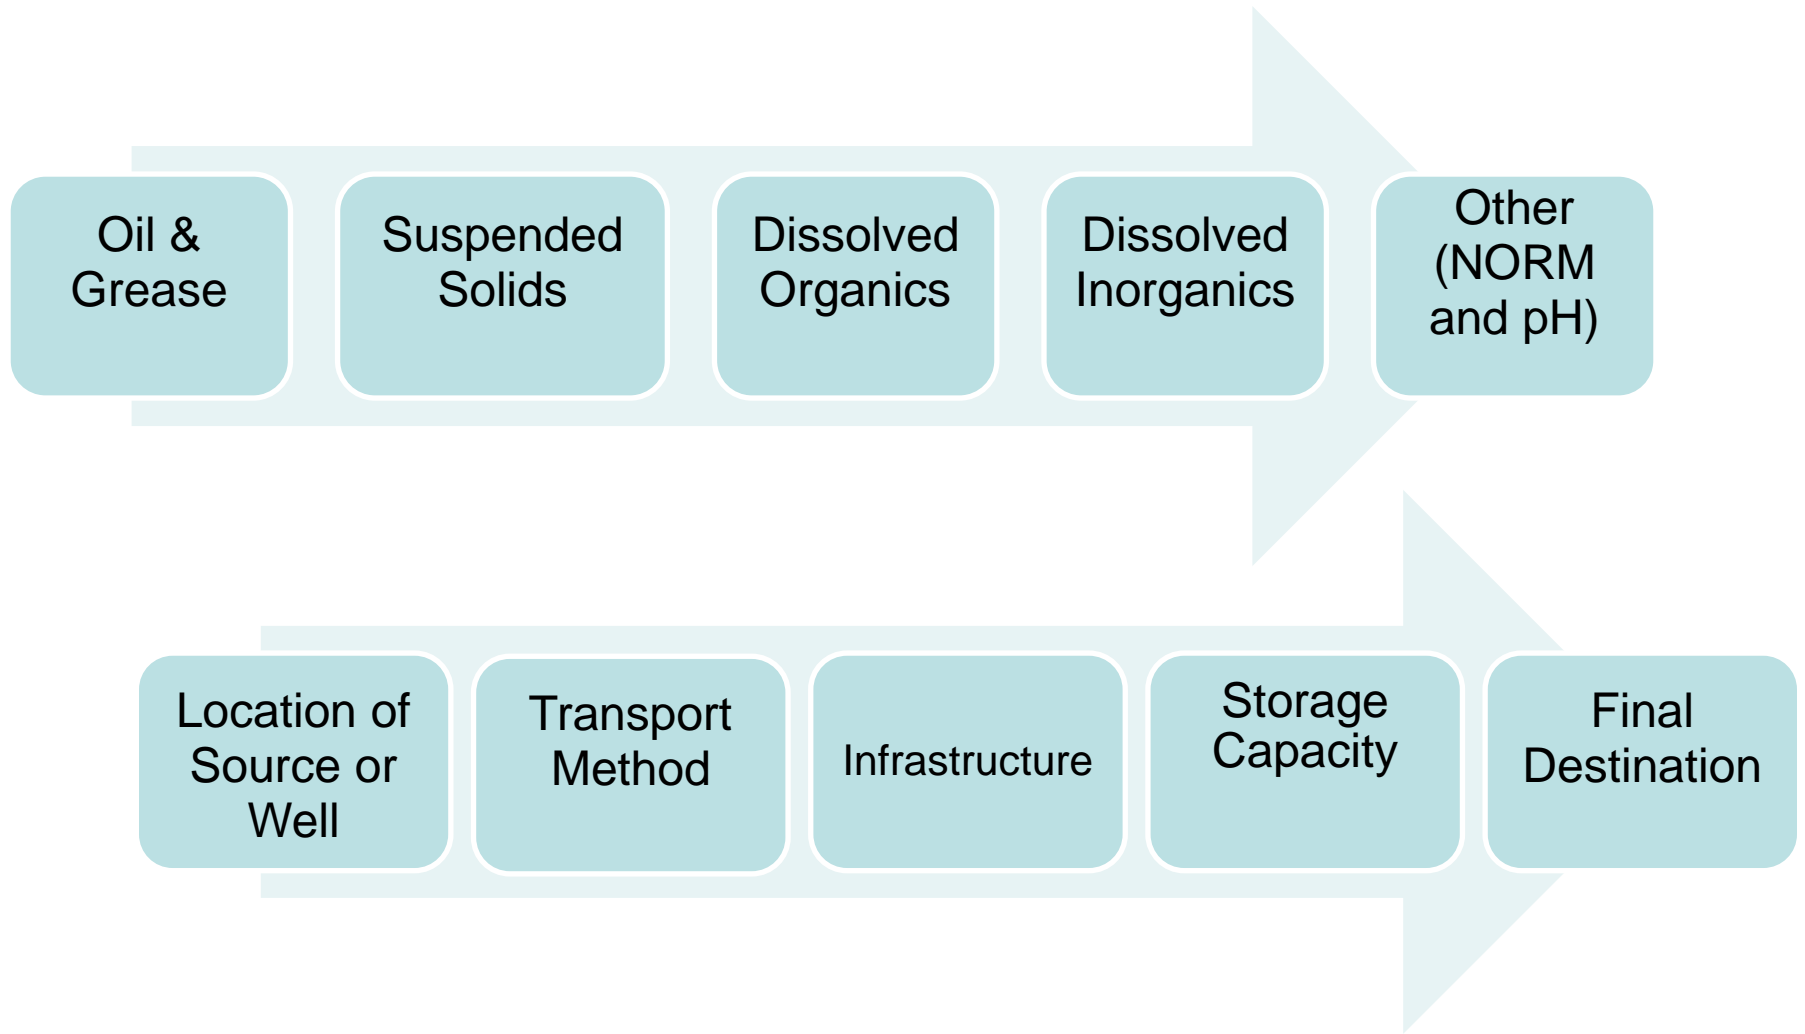 Oil &
Grease
Suspended
Solids
Dissolved
Organics
Dissolved
Inorganics
Other
(NORM
and pH)
Location of
Source or
Well
Transport
Method
Infrastructure
Storage
Capacity
Final
Destination